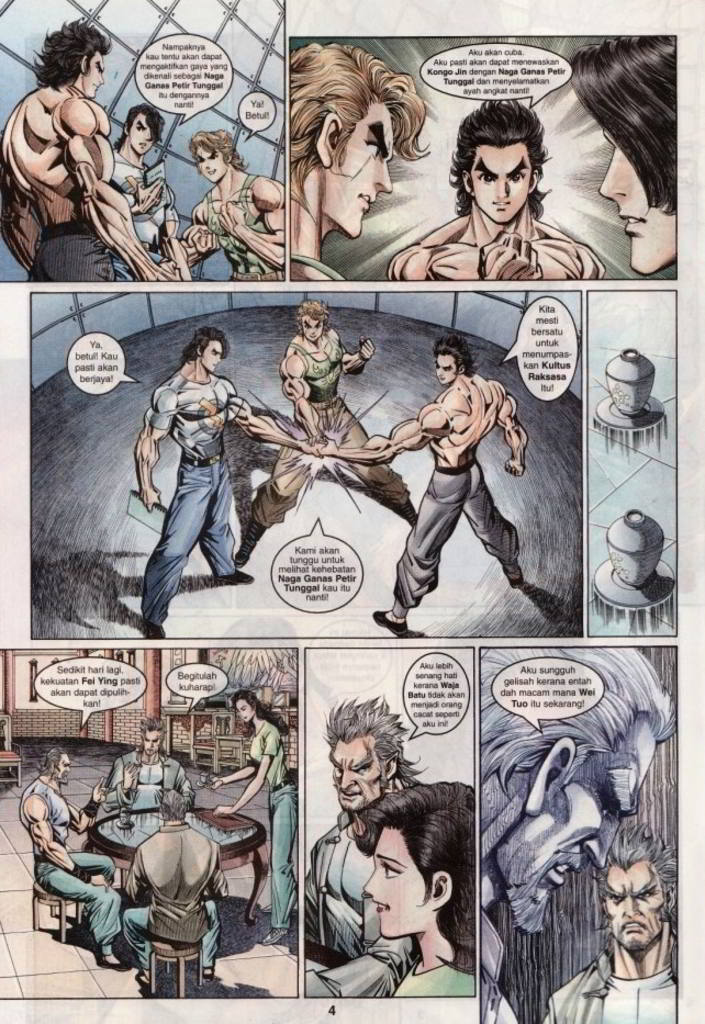 Nampaknya
kau tentu akan dapat
mengaktifkan gaya yang
dikenali sebagai Naga
Ganas Petir Tunggal
itu dengannya
nanti!
Ya!
Betul!
Aku akan cuba.
Aku pasti akan dapat menewaskan
Kongo Jin dengan Naga Ganas Petir
Tunggal dan menyelamatkan
ayah angkat nanti!
Ya,
betul! Kau
pasti akan
berjaya!
Kita
mesti
bersatu
untuk
menumpas-
kan Kultus
Raksasa
itu!
Kami akan
tunggu untuk
melihat kehebatan
Naga Ganas Petir
Tunggal kau itu
nanti!
Sedikit hari lagi,
kekuatan Fei Ying pasti
akan dapat dipulih-
kan!
Begitulah
kuharap!
Aku lebih
senang hati
kerana Waja
Batu tidak akan
menjadi orang
cacat seperti
aku ini!
Aku sungguh
gelisah kerana entah
dah macam mana Wei
Tuo itu sekarang!
4